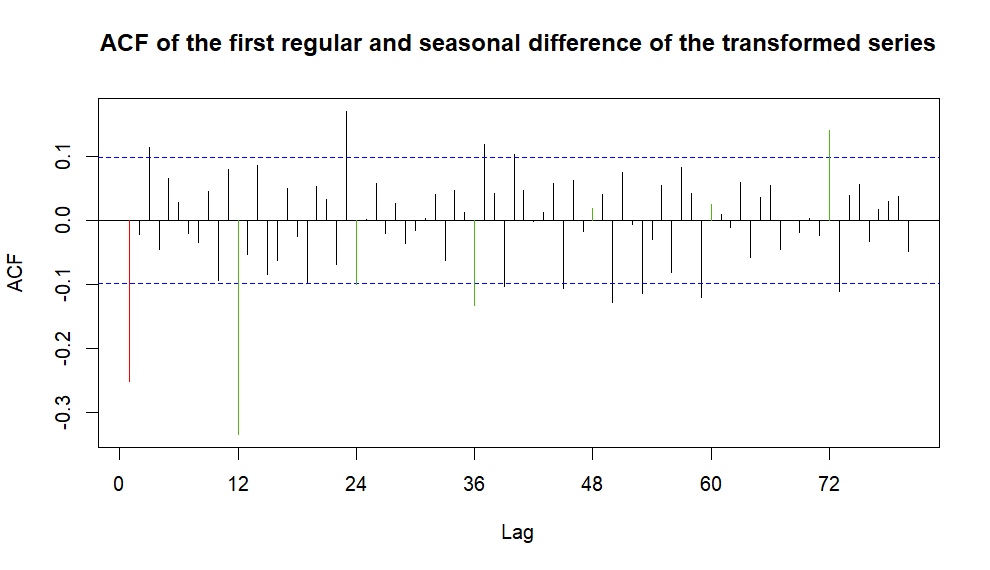 ACF of the first regular and seasonal difference of the transformed series
ACF
0.1
0.0
-0.1
-0.2
-0.3
0 12 24 36 48 60 72
Lag